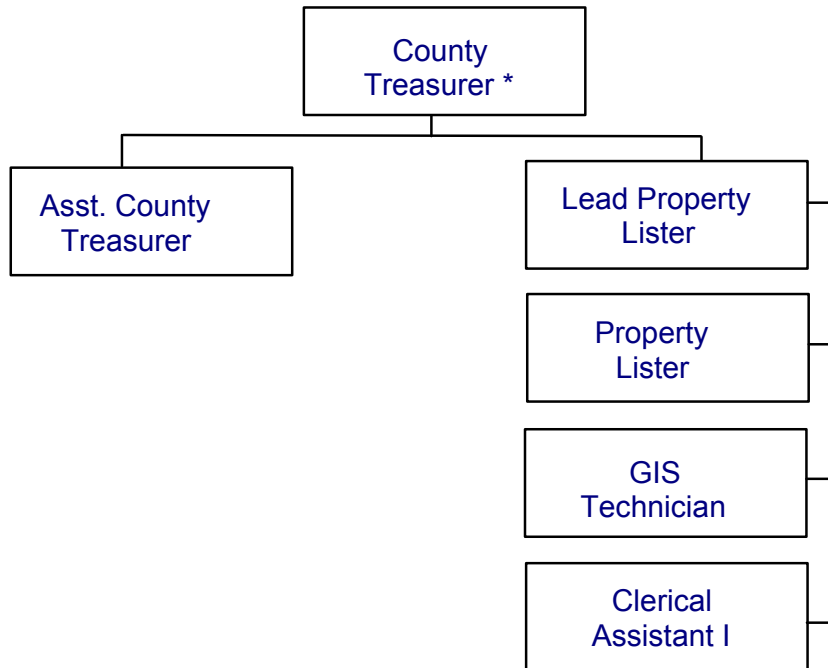 County
Treasurer *
Asst. County
Treasurer
Lead Property
Lister
Property
Lister
GIS
Technician
Clerical
Assistant I